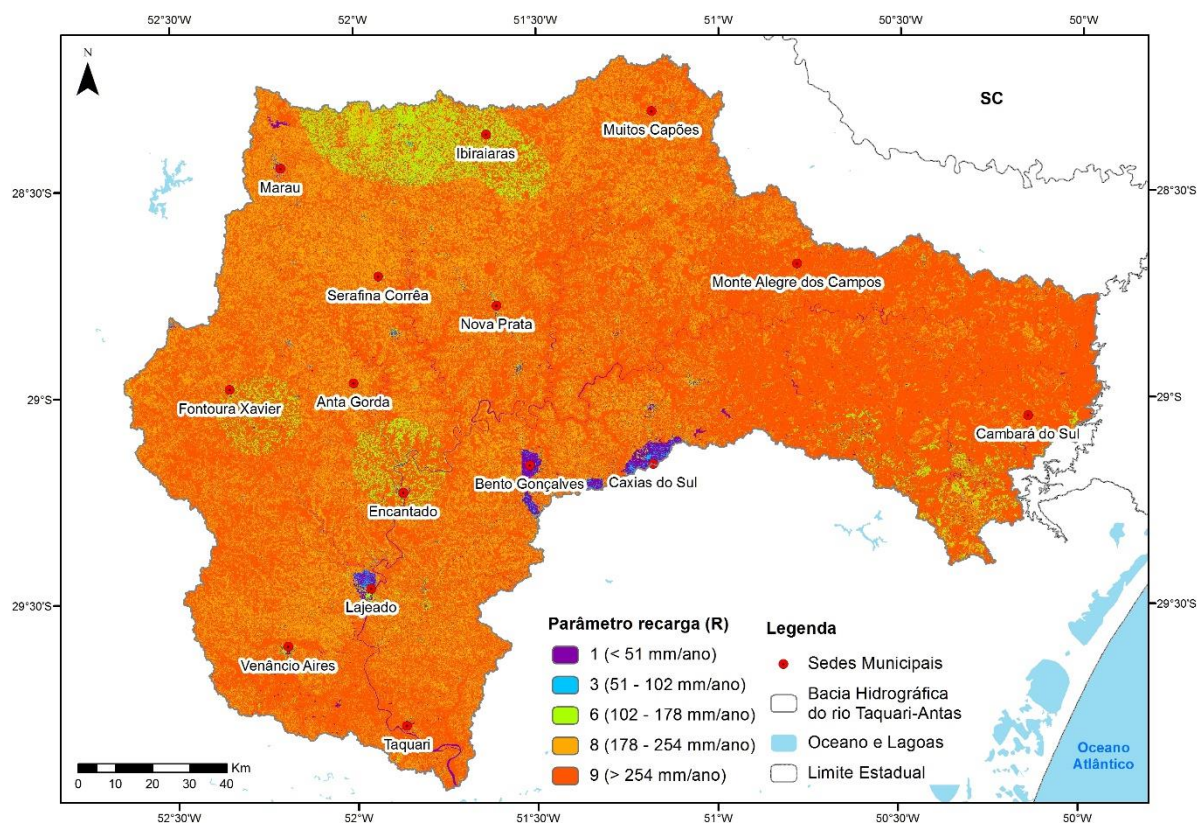 52°30'W 52°W 51°30'W 51°W 50°30'W 50°W
N
SC
Muitos Capões
Ibiraiaras
Marau
28°30'S 28°30'S
Monte Alegre dos Campos
Serafina Corrêa
Nova Prata
29°S 29°S
Fontoura Xavier Anta Gorda
Cambará do Sul
Bento Gonçalves Caxias do Sul
Encantado
29°30'S 29°30'S
Lajeado
Venâncio Aires
Taquari
Parâmetro recarga (R)
1 (< 51 mm/ano)
3 (51 - 102 mm/ano)
6 (102 - 178 mm/ano)
8 (178 - 254 mm/ano)
9 (> 254 mm/ano)
Legenda
Sedes Municipais
Bacia Hidrográfica
do rio Taquari-Antas
Oceano e Lagoas
Limite Estadual
Oceano
Atlântico
Km
0 10 20 30 40
52°30'W 52°W 51°30'W 51°W 50°30'W 50°W